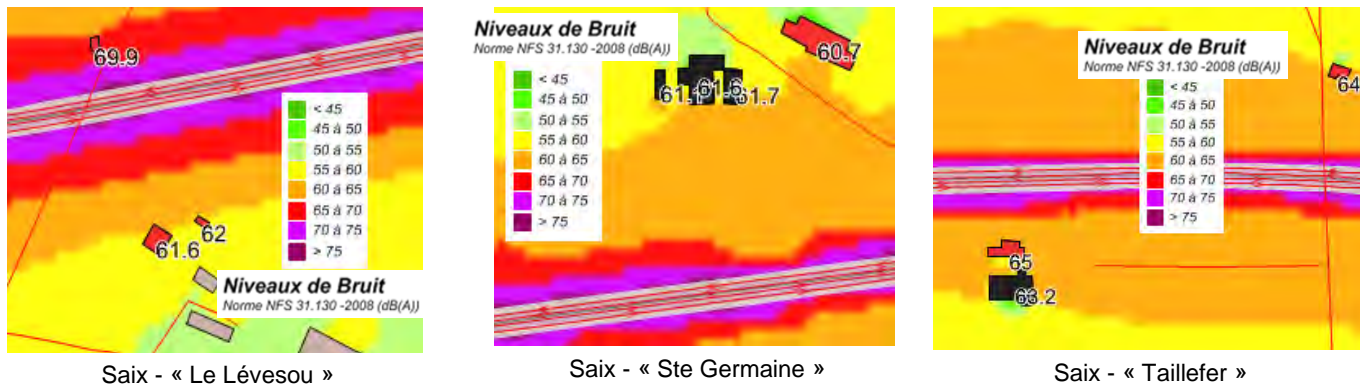 69.9
< 45
45 à 50
50 à 55
55 à 60
60 à 65
65 à 70
70 à 75
> 75
62
61.6
Niveaux de Bruit
Norme NFS 31.130 -2008 (dB(A))
Saix - « Le Lévesou »
Niveaux de Bruit
Norme NFS 31.130 -2008 (dB(A))
60.7
< 45
45 à 50
50 à 55
55 à 60
60 à 65
65 à 70
70 à 75
> 75
61.6
61.7
Saix - « Ste Germaine »
Niveaux de Bruit
Norme NFS 31.130 -2008 (dB(A))
64
< 45
45 à 50
50 à 55
55 à 60
60 à 65
65 à 70
70 à 75
> 75
65
63.2
Saix - « Taillefer »